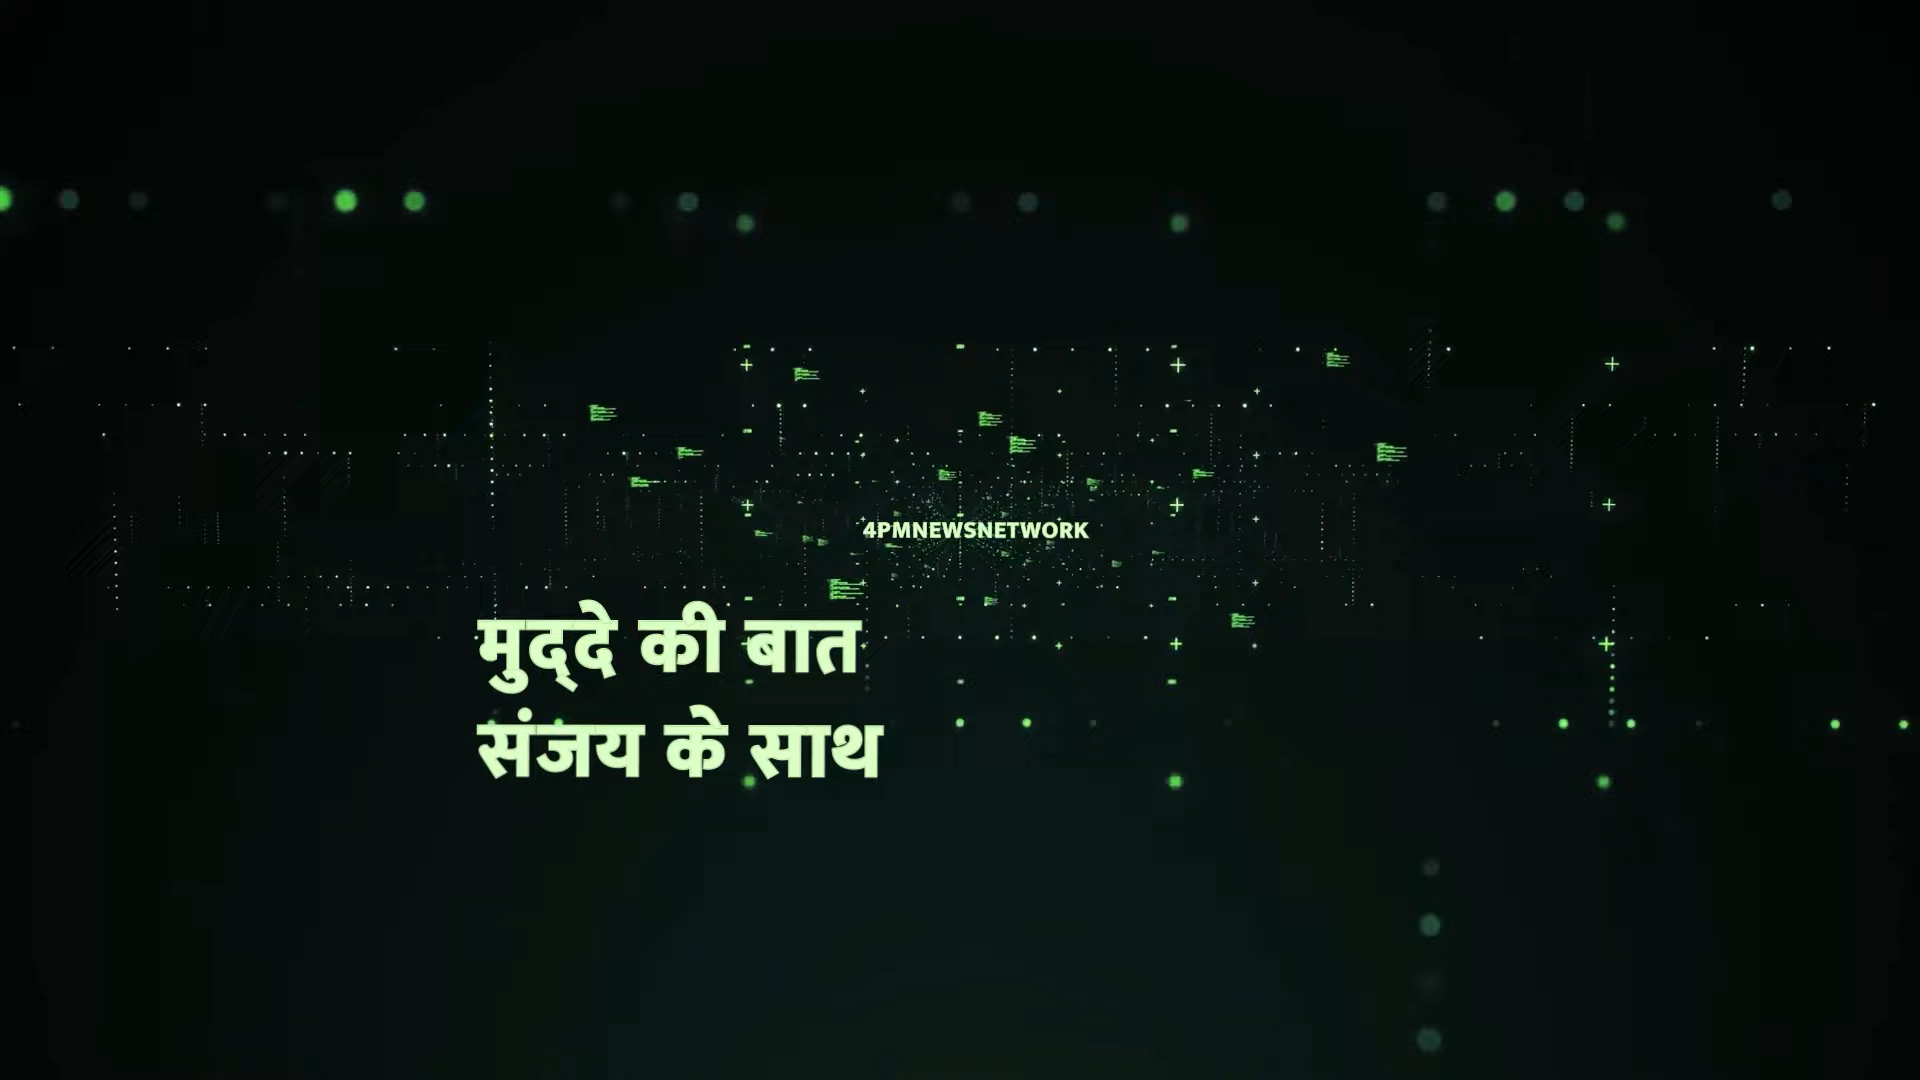 4PMNEWSNETWORK
मुद्दे की बात
संजय के साथ